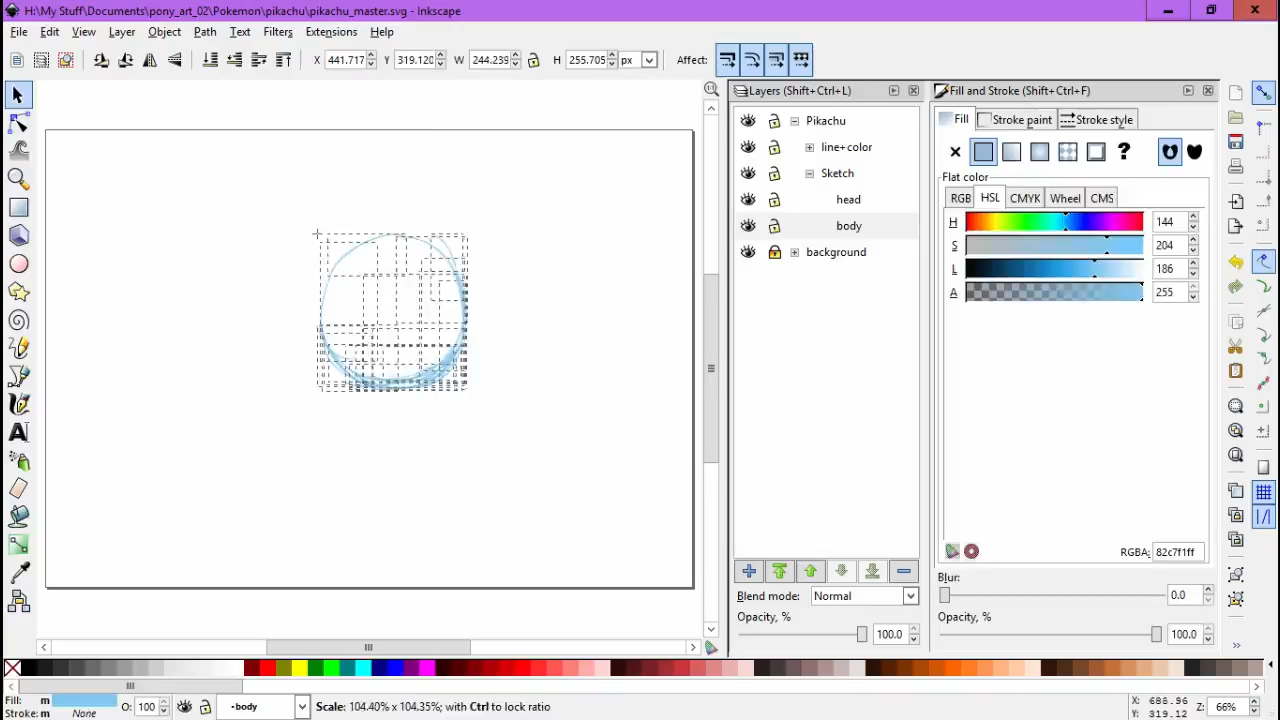 H:\My Stuff\Documents\pony_art_02\Pokemon\pikachu\pikachu_master.svg - Inkscape
File Edit View Layer Object Path Text Filters Extensions Help
X 441.717 Y 319.120 W 244.239 H 255.705 px Affect:
Layers (Shift+Ctrl+L)
Fill and Stroke (Shift+Ctrl+F)
Pikachu
line+color
Sketch
head
body
background
Fill Stroke paint Stroke style
?
Flat color
RGB HSL CMYK Wheel CMS
H 144
S 204
L 186
A 255
RGBA: 82c7f1ff
Blur:
0.0
Blend mode: Normal
Opacity, %
100.0
Opacity, %
100.0
Fill: m
Stroke: m None
O: 100
-body
Scale: 104.40% x 104.35%; with Ctrl to lock ratio
X: 686.96
Y: 319.12
Z: 66%